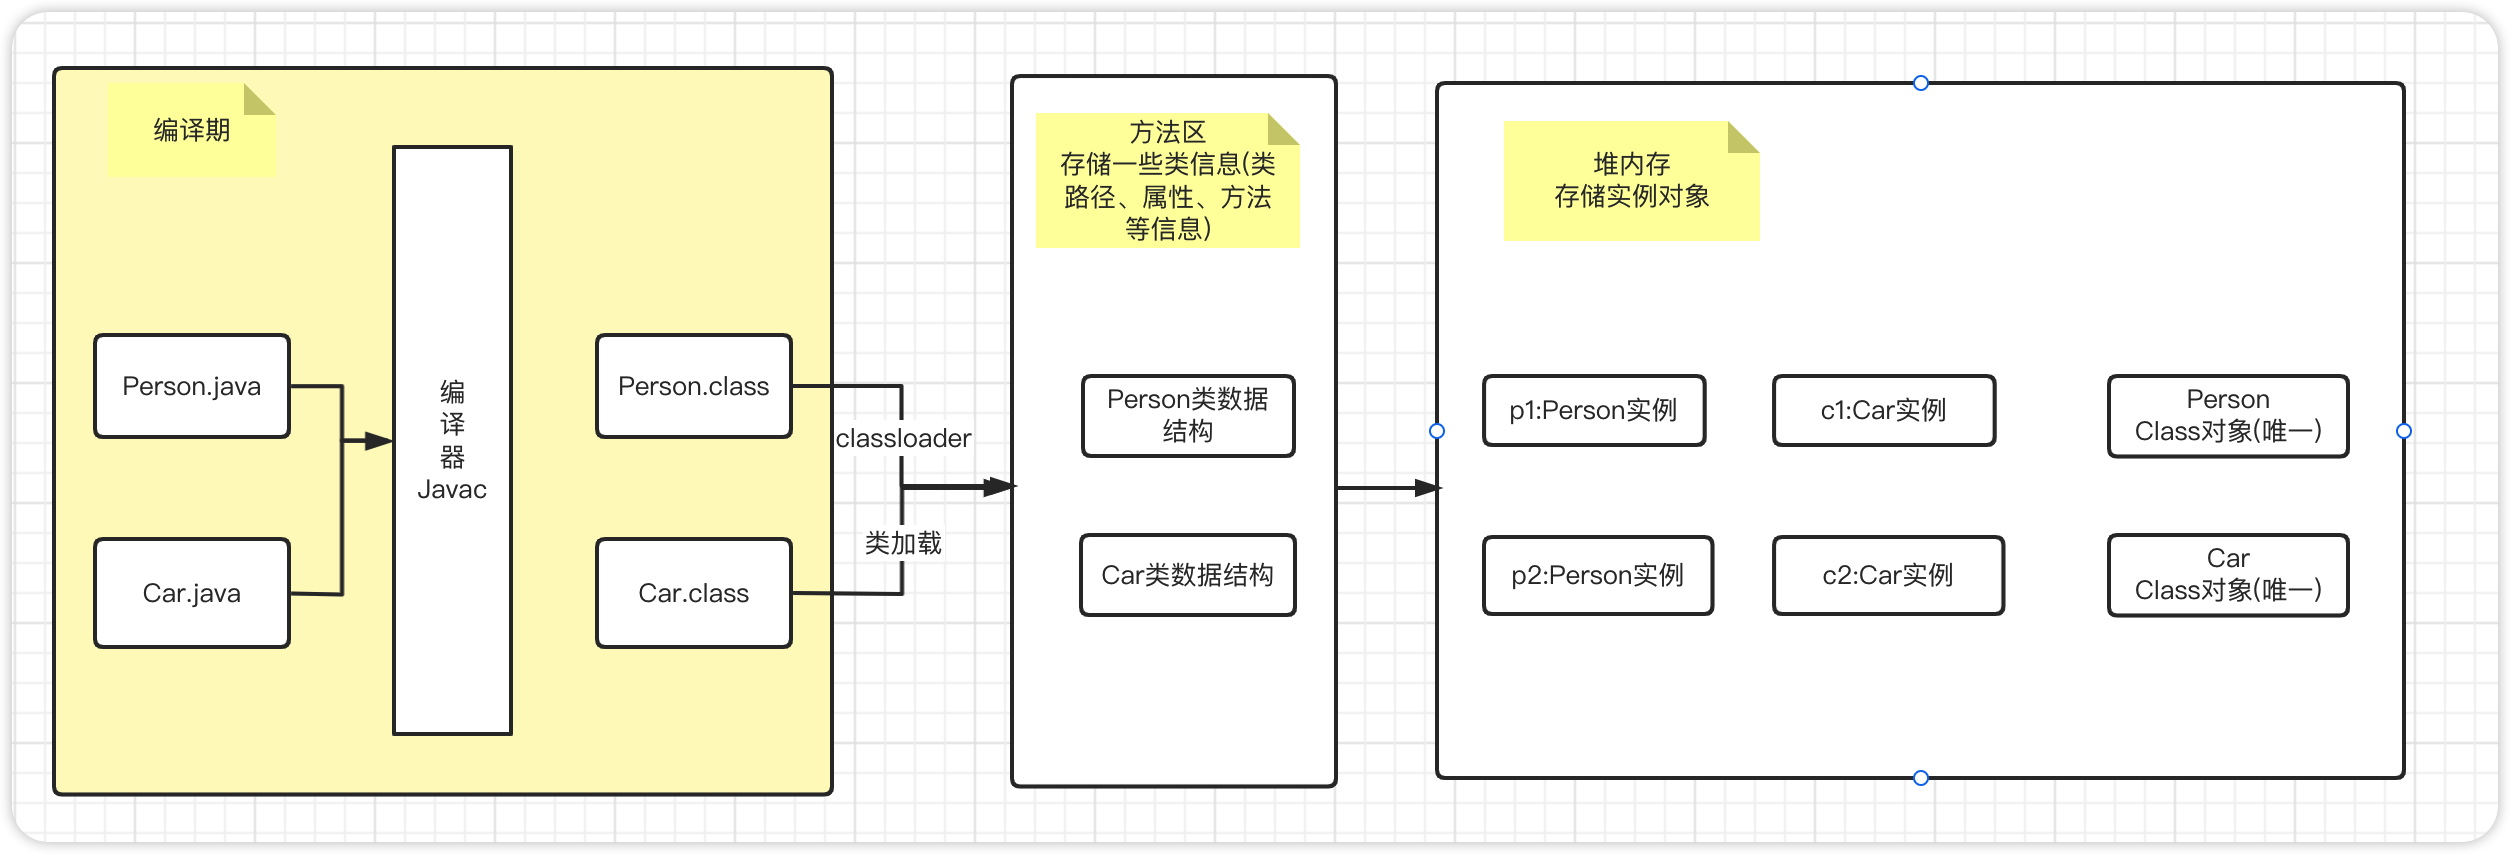 编译期
Person.java
Car.java
编
译
器
Javac
Person.class
Car.class
classloader
类加载
方法区
存储一些类信息(类
路径、属性、方法
等信息)
Person类数据
结构
Car类数据结构
堆内存
存储实例对象
p1:Person实例
c1:Car实例
Person
Class对象(唯一)
p2:Person实例
c2:Car实例
Car
Class对象(唯一)